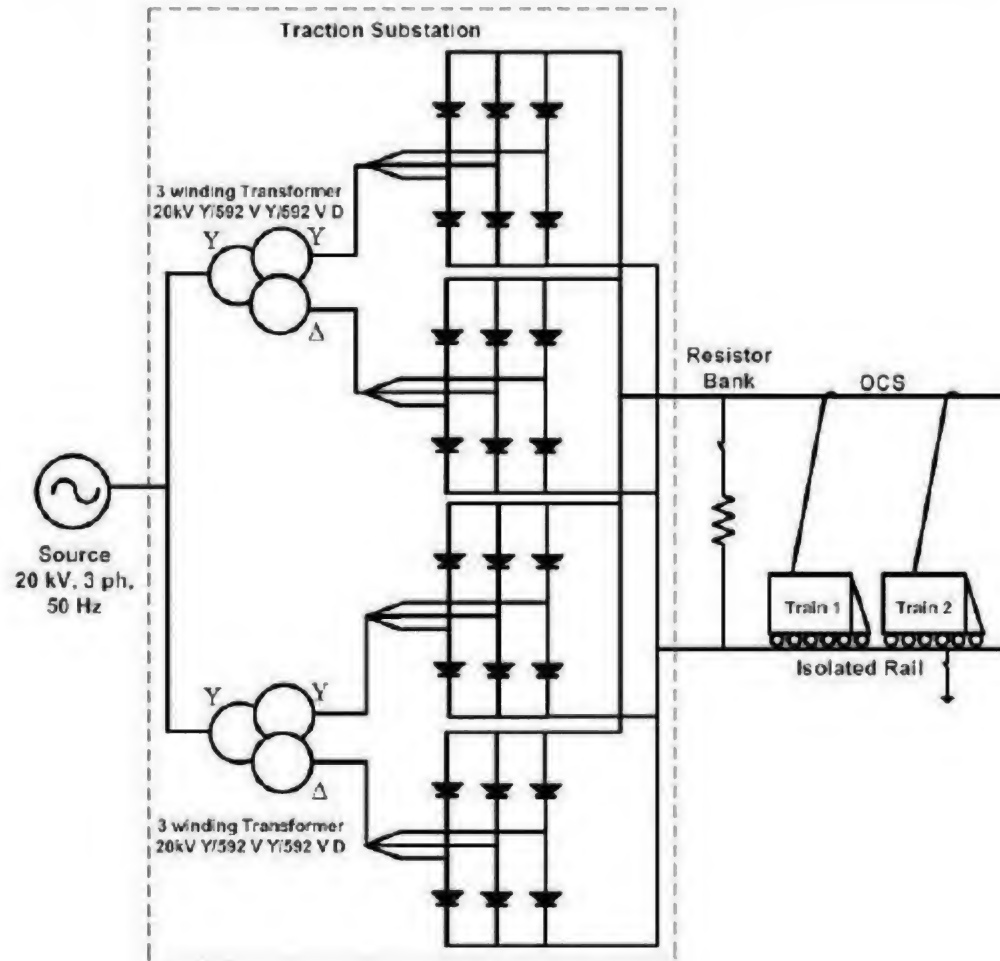 Traction Substation
3 winding Transformer
20kV Y/592 V Y/592 V D
Y
Y
Δ
Resistor
Bank
OCS
Source
20 kV, 3 ph,
50 Hz
Train 1
Train 2
Isolated Rail
Y
Y
Δ
3 winding Transformer
20kV Y/592 V Y/592 V D